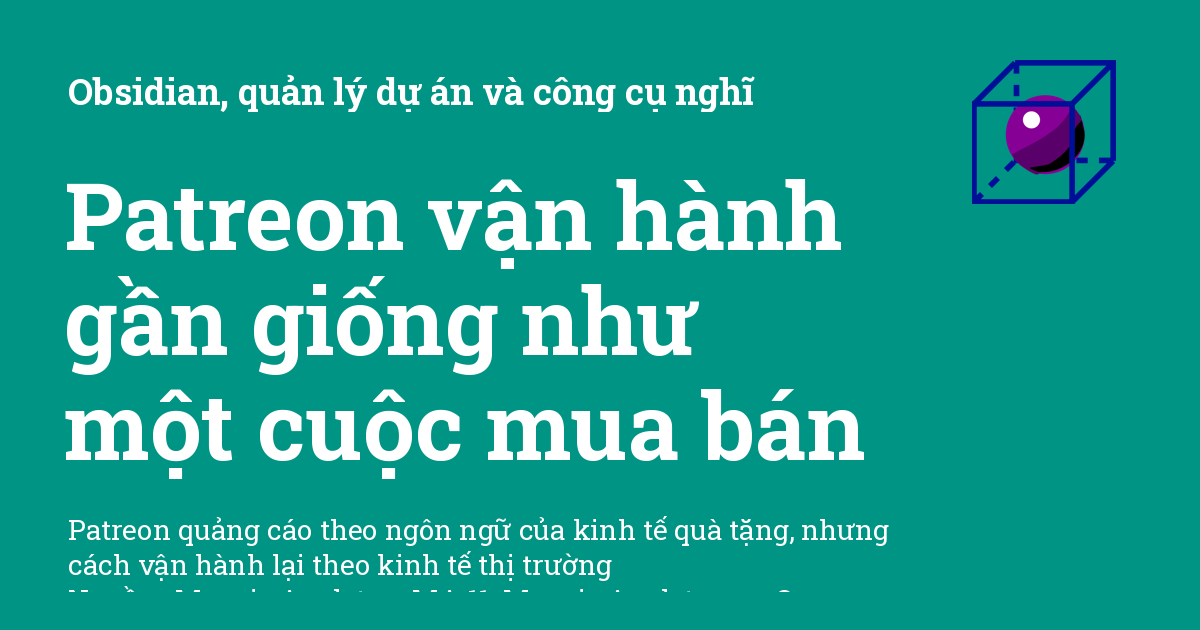 Obsidian, quản lý dự án và công cụ nghĩ
Patreon vận hành
gần giống như
một cuộc mua bán
Patreon quảng cáo theo ngôn ngữ của kinh tế quà tặng, nhưng
cách vận hành lại theo kinh tế thị trường